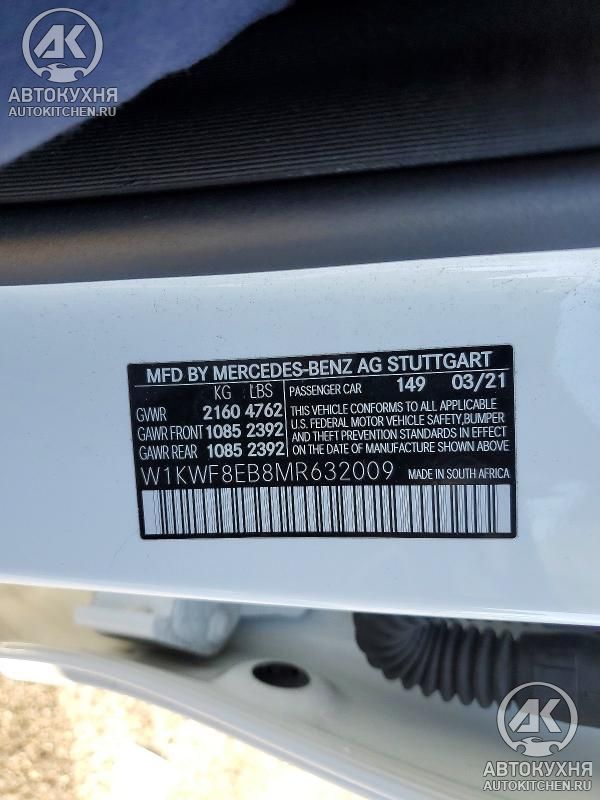 AK
АВТОКУХНЯ
AUTOKITCHEN.RU
MFD BY MERCEDES-BENZ AG STUTTGART
KG LBS
GVWR 2160 4762
GAWR FRONT 1085 2392
GAWR REAR 1085 2392
PASSENGER CAR 149 03/21
THIS VEHICLE CONFORMS TO ALL APPLICABLE
U.S. FEDERAL MOTOR VEHICLE SAFETY,BUMPER
AND THEFT PREVENTION STANDARDS IN EFFECT
ON THE DATE OF MANUFACTURE SHOWN ABOVE
W1KWF8EB8MR632009 MADE IN SOUTH AFRICA
AK
АВТОКУХНЯ
AUTOKITCHEN.RU